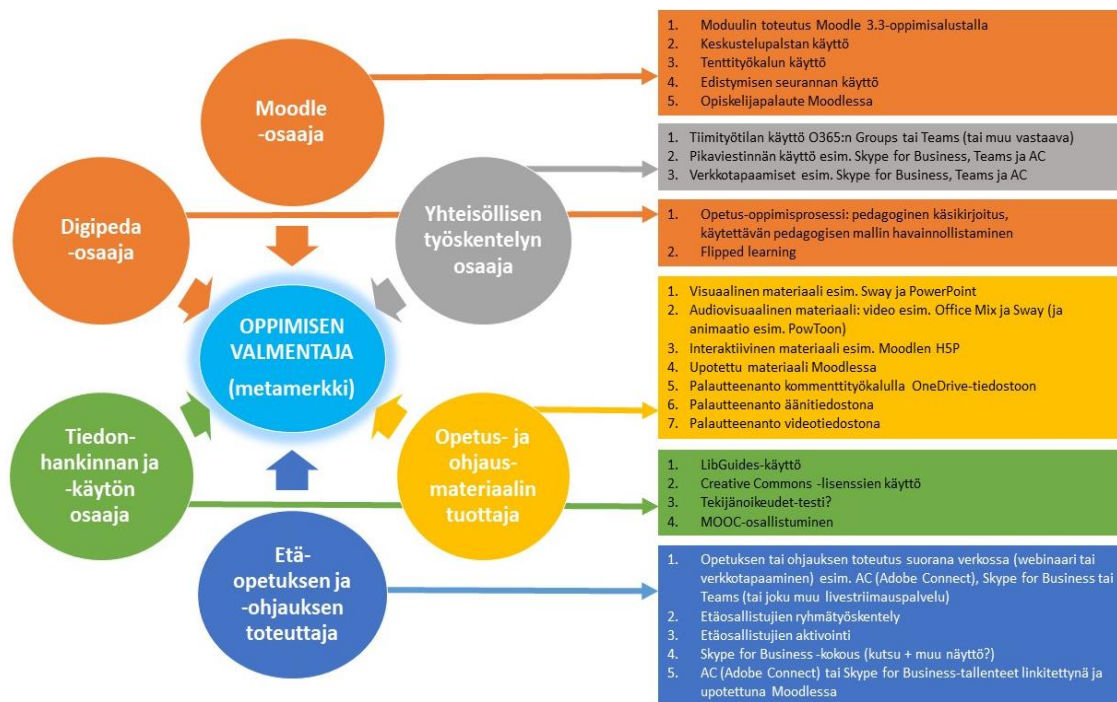 Moodle
-osaaja
Digipeda
-osaaja
Yhteisöllisen
työskentelyn
osaaja
OPPIMISEN
VALMENTAJA
(metamerkki)
Tiedon-
hankinnan ja
-käytön
osaaja
Opetus- ja
ohjaus-
materiaalin
tuottaja
Etä-
opetuksen ja
-ohjauksen
toteuttaja
1. Moduulin toteutus Moodle 3.3-oppimisalustalla
2. Keskustelupalstan käyttö
3. Tenttityökalun käyttö
4. Edistymisen seurannan käyttö
5. Opiskelijapalaute Moodlessa
1. Tiimityötilan käyttö O365:n Groups tai Teams (tai muu vastaava)
2. Pikaviestinnän käyttö esim. Skype for Business, Teams ja AC
3. Verkkotapaamiset esim. Skype for Business, Teams ja AC
1. Opetus-oppimisprosessi: pedagoginen käsikirjoitus,
käytettävän pedagogisen mallin havainnollistaminen
2. Flipped learning
1. Visuaalinen materiaali esim. Sway ja PowerPoint
2. Audiovisuaalinen materiaali: video esim. Office Mix ja Sway (ja
animaatio esim. PowToon)
3. Interaktiivinen materiaali esim. Moodlen H5P
4. Upotettu materiaali Moodlessa
5. Palautteenanto kommenttityökalulla OneDrive-tiedostoon
6. Palautteenanto äänitiedostona
7. Palautteenanto videotiedostona
1. LibGuides-käyttö
2. Creative Commons -lisenssien käyttö
3. Tekijänoikeudet-testi?
4. MOOC-osallistuminen
1. Opetuksen tai ohjauksen toteutus suorana verkossa (webinaari tai
verkkotapaaminen) esim. AC (Adobe Connect), Skype for Business tai
Teams (tai joku muu livestriimauspalvelu)
2. Etäosallistujien ryhmätyöskentely
3. Etäosallistujien aktivointi
4. Skype for Business -kokous (kutsu + muu näyttö?)
5. AC (Adobe Connect) tai Skype for Business-tallenteet linkitettynä ja
upotettuna Moodlessa